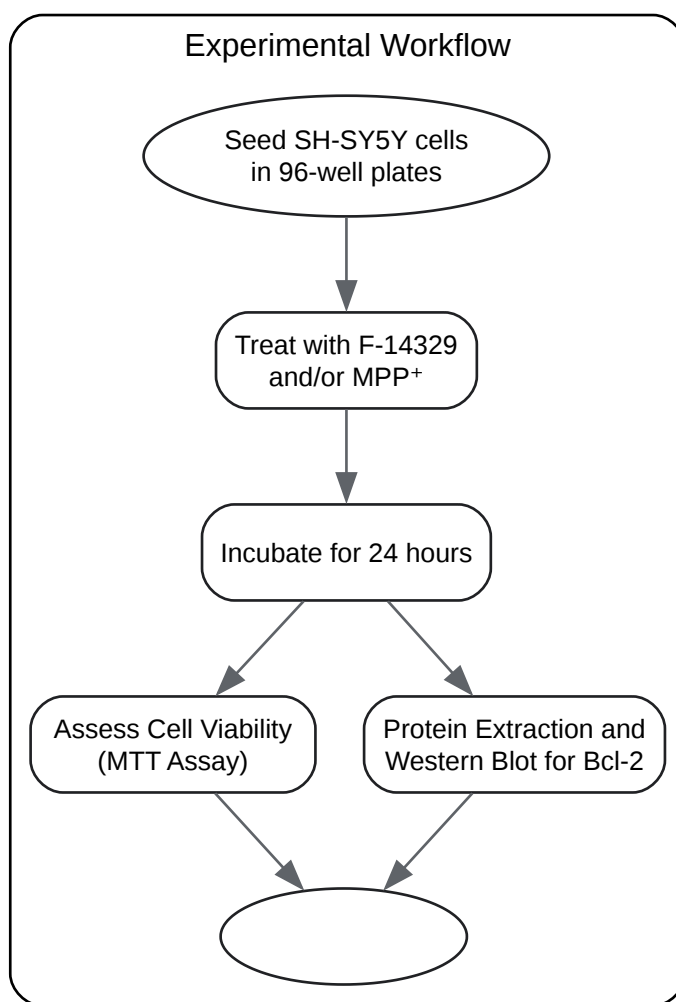 Experimental Workflow
Seed SH-SY5Y cells
in 96-well plates
Treat with F-14329
and/or MPP⁺
Incubate for 24 hours
Assess Cell Viability
(MTT Assay)
Protein Extraction and
Western Blot for Bcl-2